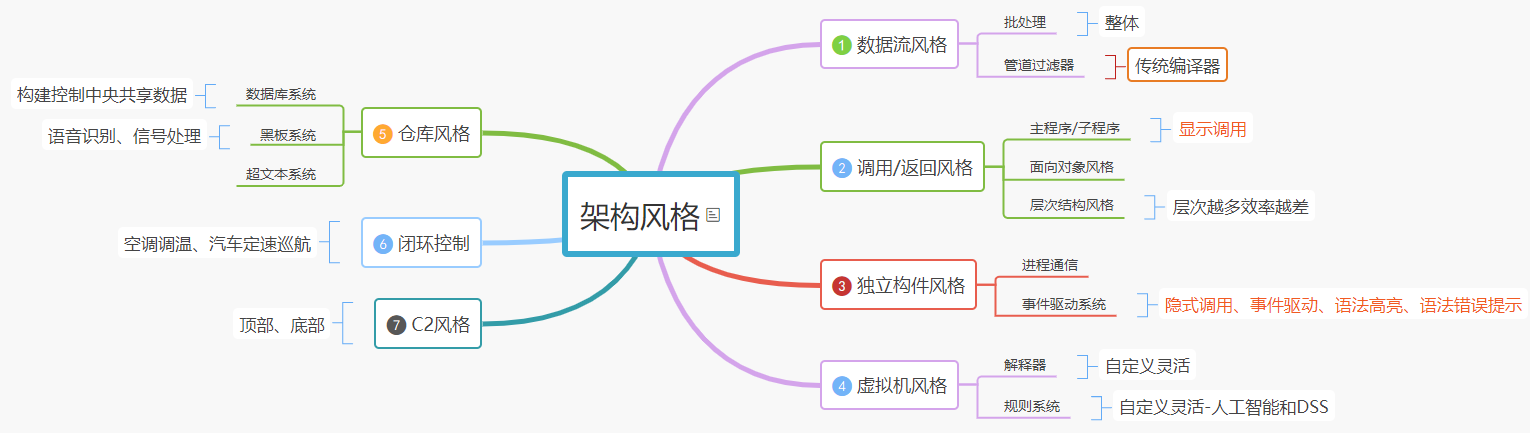 架构风格
1 数据流风格
批处理
整体
管道过滤器
传统编译器
2 调用/返回风格
主程序/子程序
显示调用
面向对象风格
层次结构风格
层次越多效率越差
3 独立构件风格
进程通信
事件驱动系统
隐式调用、事件驱动、语法高亮、语法错误提示
4 虚拟机风格
解释器
自定义灵活
规则系统
自定义灵活-人工智能和DSS
5 仓库风格
数据库系统
构建控制中央共享数据
黑板系统
语音识别、信号处理
超文本系统
6 闭环控制
空调调温、汽车定速巡航
7 C2风格
顶部、底部